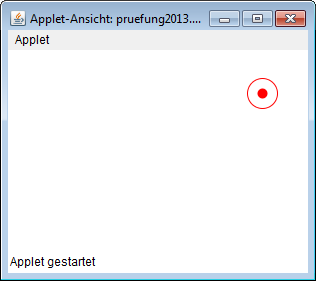 Applet-Ansicht: pruefung2013....
Applet
Applet gestartet